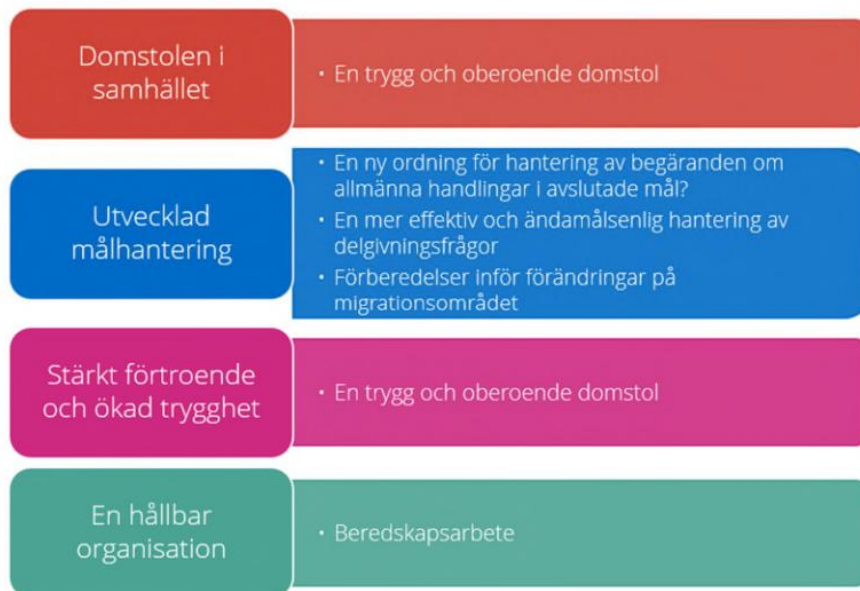 Domstolen i
samhället
• En trygg och oberoende domstol
Utvecklad
målhantering
• En ny ordning för hantering av begäranden om
allmänna handlingar i avslutade mål?
• En mer effektiv och ändamålsenlig hantering av
delgivningsfrågor
• Förberedelser inför förändringar på
migrationsområdet
Stärkt förtroende
och ökad trygghet
• En trygg och oberoende domstol
En hållbar
organisation
• Beredskapsarbete